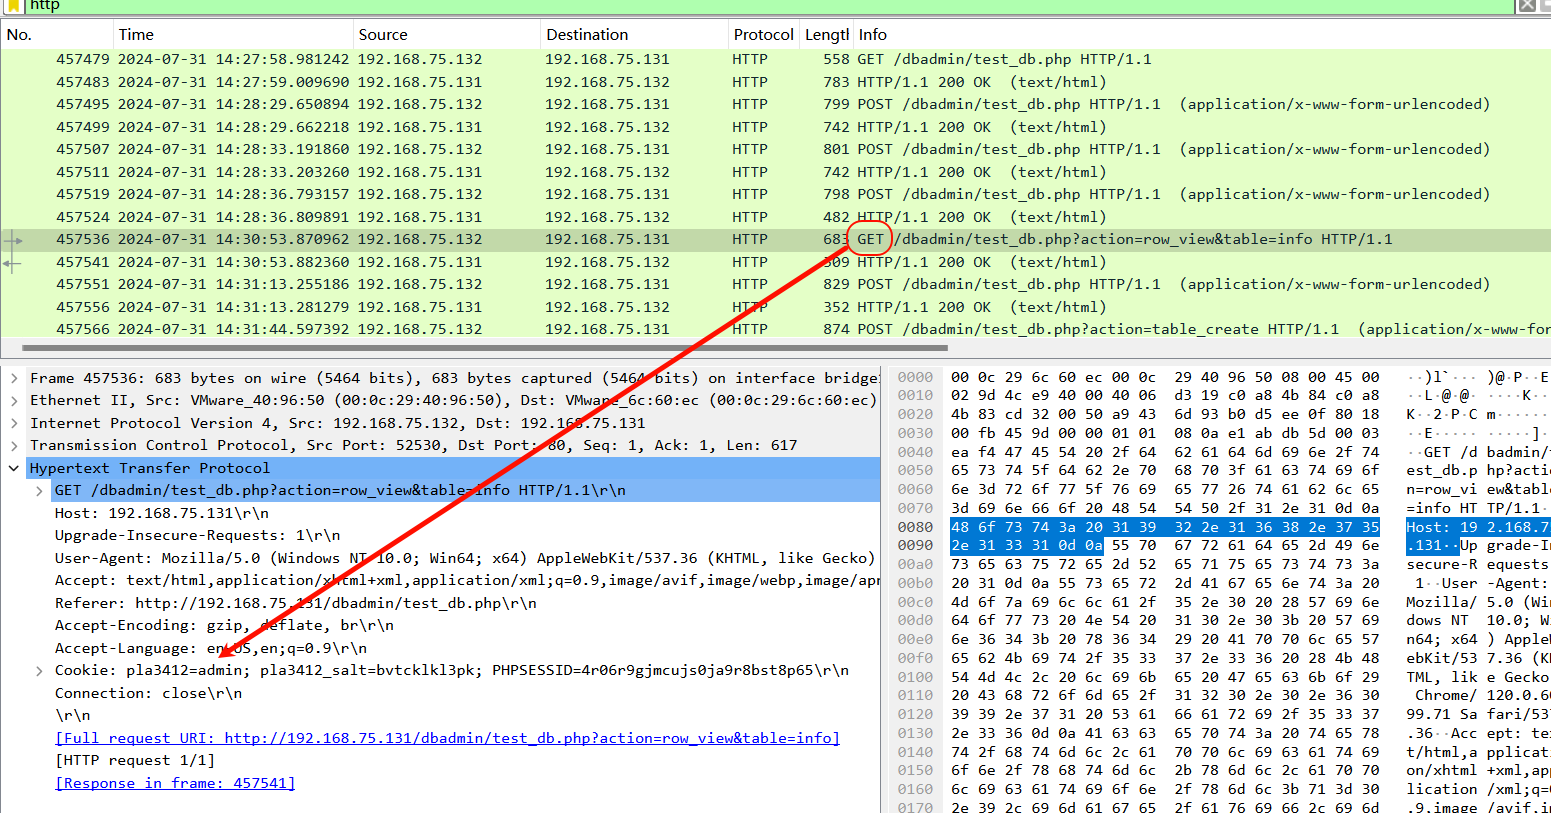 http
No. Time Source Destination Protocol Lengtl Info
457479 2024-07-31 14:27:58.981242 192.168.75.132 192.168.75.131 HTTP 558 GET /dbadmin/test_db.php HTTP/1.1
457483 2024-07-31 14:27:59.009690 192.168.75.131 192.168.75.132 HTTP 783 HTTP/1.1 200 OK (text/html)
457495 2024-07-31 14:28:29.650894 192.168.75.132 192.168.75.131 HTTP 799 POST /dbadmin/test_db.php HTTP/1.1 (application/x-www-form-urlencoded)
457499 2024-07-31 14:28:29.662218 192.168.75.131 192.168.75.132 HTTP 742 HTTP/1.1 200 OK (text/html)
457507 2024-07-31 14:28:33.191860 192.168.75.132 192.168.75.131 HTTP 801 POST /dbadmin/test_db.php HTTP/1.1 (application/x-www-form-urlencoded)
457511 2024-07-31 14:28:33.203260 192.168.75.131 192.168.75.132 HTTP 742 HTTP/1.1 200 OK (text/html)
457519 2024-07-31 14:28:36.793157 192.168.75.132 192.168.75.131 HTTP 798 POST /dbadmin/test_db.php HTTP/1.1 (application/x-www-form-urlencoded)
457524 2024-07-31 14:28:36.809891 192.168.75.131 192.168.75.132 HTTP 482 HTTP/1.1 200 OK (text/html)
457536 2024-07-31 14:30:53.870962 192.168.75.132 192.168.75.131 HTTP 683 GET /dbadmin/test_db.php?action=row_view&table=info HTTP/1.1
457541 2024-07-31 14:30:53.882360 192.168.75.131 192.168.75.132 HTTP 509 HTTP/1.1 200 OK (text/html)
457551 2024-07-31 14:31:13.255186 192.168.75.132 192.168.75.131 HTTP 829 POST /dbadmin/test_db.php HTTP/1.1 (application/x-www-form-urlencoded)
457556 2024-07-31 14:31:13.281279 192.168.75.131 192.168.75.132 HTTP 352 HTTP/1.1 200 OK (text/html)
457566 2024-07-31 14:31:44.597392 192.168.75.132 192.168.75.131 HTTP 874 POST /dbadmin/test_db.php?action=table_create HTTP/1.1 (application/x-www-for
Frame 457536: 683 bytes on wire (5464 bits), 683 bytes captured (5464 bits) on interface bridge
Ethernet II, Src: VMware_40:96:50 (00:0c:29:40:96:50), Dst: VMware_6c:60:ec (00:0c:29:6c:60:ec)
Internet Protocol Version 4, Src: 192.168.75.132, Dst: 192.168.75.131
Transmission Control Protocol, Src Port: 52530, Dst Port: 80, Seq: 1, Ack: 1, Len: 617
Hypertext Transfer Protocol
GET /dbadmin/test_db.php?action=row_view&table=info HTTP/1.1\r\n
Host: 192.168.75.131\r\n
Upgrade-Insecure-Requests: 1\r\n
User-Agent: Mozilla/5.0 (Windows NT 10.0; Win64; x64) AppleWebKit/537.36 (KHTML, like Gecko)
Accept: text/html,application/xhtml+xml,application/xml;q=0.9,image/avif,image/webp,image/apn
Referer: http://192.168.75.131/dbadmin/test_db.php\r\n
Accept-Encoding: gzip, deflate, br\r\n
Accept-Language: en-US,en;q=0.9\r\n
Cookie: pla3412=admin; pla3412_salt=bvtcklkl3pk; PHPSESSID=4r06r9gjmcujs0ja9r8bst8p65\r\n
Connection: close\r\n
\r\n
[Full request URI: http://192.168.75.131/dbadmin/test_db.php?action=row_view&table=info]
[HTTP request 1/1]
[Response in frame: 457541]
0000 00 0c 29 6c 60 ec 00 0c 29 40 96 50 08 00 45 00 ··)l`··· )@·P··E·
0010 02 9d 4c e9 40 00 40 06 d3 19 c0 a8 4b 84 c0 a8 ··L·@·@· ····K···
0020 4b 83 cd 32 00 50 a9 43 6d 93 b0 d5 ee 0f 80 18 K··2·P·C m·······
0030 00 fb 45 9d 00 00 01 01 08 0a e1 ab db 5d 00 03 ··E····· ·····]··
0040 ea f4 47 45 54 20 2f 64 62 61 64 6d 69 6e 2f 74 ··GET /d badmin/t
0050 65 73 74 5f 64 62 2e 70 68 70 3f 61 63 74 69 6f est_db.p hp?actio
0060 6e 3d 72 6f 77 5f 76 69 65 77 26 74 61 62 6c 65 n=row_vi ew&table
0070 3d 69 6e 66 6f 20 48 54 54 50 2f 31 2e 31 0d 0a =info HT TP/1.1··
0080 48 6f 73 74 3a 20 31 39 32 2e 31 36 38 2e 37 35 Host: 19 2.168.75
0090 2e 31 33 31 0d 0a 55 70 67 72 61 64 65 2d 49 6e .131··Up grade-In
00a0 73 65 63 75 72 65 2d 52 65 71 75 65 73 74 73 3a secure-R equests:
00b0 20 31 0d 0a 55 73 65 72 2d 41 67 65 6e 74 3a 20 1··User -Agent:
00c0 4d 6f 7a 69 6c 6c 61 2f 35 2e 30 20 28 57 69 6e Mozilla/ 5.0 (Win
00d0 64 6f 77 73 20 4e 54 20 31 30 2e 30 3b 20 57 69 dows NT 10.0; Wi
00e0 6e 36 34 3b 20 78 36 34 29 20 41 70 70 6c 65 57 n64; x64 ) AppleW
00f0 65 62 4b 69 74 2f 35 33 37 2e 33 36 20 28 4b 48 ebKit/53 7.36 (KH
0100 54 4d 4c 2c 20 6c 69 6b 65 20 47 65 63 6b 6f 29 TML, lik e Gecko)
0110 20 43 68 72 6f 6d 65 2f 31 32 30 2e 30 2e 36 30 Chrome/ 120.0.60
0120 39 39 2e 37 31 20 53 61 66 61 72 69 2f 35 33 37 99.71 Sa fari/537
0130 2e 33 36 0d 0a 41 63 63 65 70 74 3a 20 74 65 78 .36··Acc ept: tex
0140 74 2f 68 74 6d 6c 2c 61 70 70 6c 69 63 61 74 69 t/html,a pplicati
0150 6f 6e 2f 78 68 74 6d 6c 2b 78 6d 6c 2c 61 70 70 on/xhtml +xml,app
0160 6c 69 63 61 74 69 6f 6e 2f 78 6d 6c 3b 71 3d 30 lication /xml;q=0
0170 2e 39 2c 69 6d 61 67 65 2f 61 76 69 66 2c 69 6d .9,image /avif,im